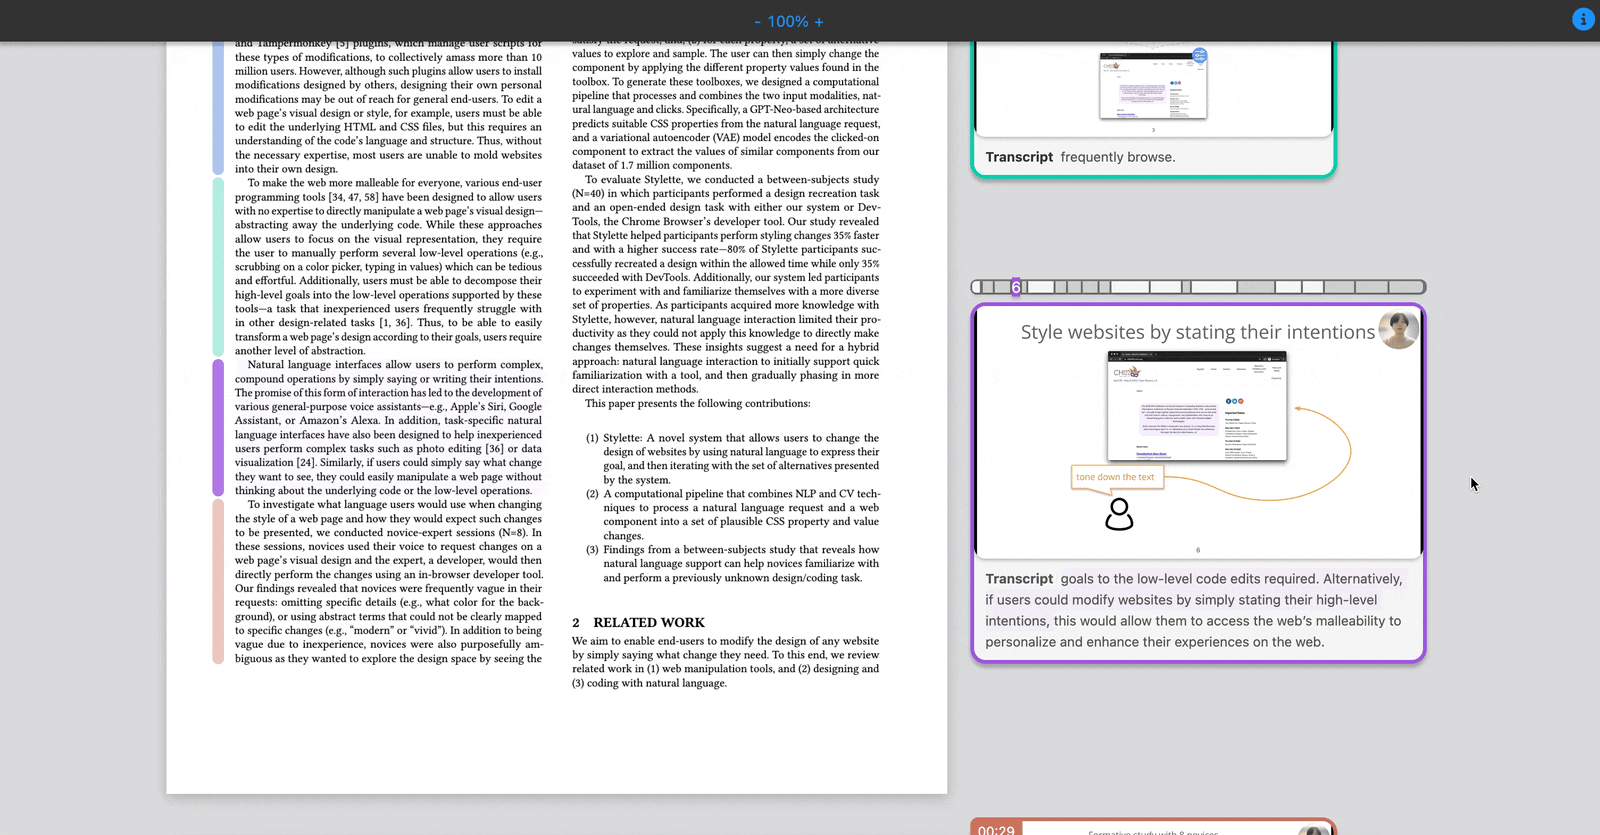 - 100% +
and Tampermonkey [5] plugins, which manage user scripts for
these types of modifications, to collectively amass more than 10
million users. However, although such plugins allow users to install
modifications designed by others, designing their own personal
modifications may be out of reach for general end-users. To edit a
web page's visual design or style, for example, users must be able
to edit the underlying HTML and CSS files, but this requires an
understanding of the code's language and structure. Thus, without
the necessary expertise, most users are unable to mold websites
into their own design.
To make the web more malleable for everyone, various end-user
programming tools [34, 47, 58] have been designed to allow users
with no expertise to directly manipulate a web page's visual design—
abstracting away the underlying code. While these approaches
allow users to focus on the visual representation, they require
the user to manually perform several low-level operations (e.g.,
scrubbing on a color picker, typing in values) which can be tedious
and effortful. Additionally, users must be able to decompose their
high-level goals into the low-level operations supported by these
tools—a task that inexperienced users frequently struggle with
in other design-related tasks [1, 36]. Thus, to be able to easily
transform a web page's design according to their goals, users require
another level of abstraction.
Natural language interfaces allow users to perform complex,
compound operations by simply saying or writing their intentions.
The promise of this form of interaction has led to the development of
various general-purpose voice assistants—e.g., Apple's Siri, Google
Assistant, or Amazon's Alexa. In addition, task-specific natural
language interfaces have also been designed to help inexperienced
users perform complex tasks such as photo editing [36] or data
visualization [24]. Similarly, if users could simply say what change
they want to see, they could easily manipulate a web page without
thinking about the underlying code or the low-level operations.
To investigate what language users would use when changing
the style of a web page and how they would expect such changes
to be presented, we conducted novice-expert sessions (N=8). In
these sessions, novices used their voice to request changes on a
web page's visual design and the expert, a developer, would then
directly perform the changes using an in-browser developer tool.
Our findings revealed that novices were frequently vague in their
requests: omitting specific details (e.g., what color for the back-
ground), or using abstract terms that could not be clearly mapped
to specific changes (e.g., "modern" or "vivid"). In addition to being
vague due to inexperience, novices were also purposefully am-
biguous as they wanted to explore the design space by seeing the
satisfy the request, and, (2) for each property, a set of alternative
values to explore and sample. The user can then simply change the
component by applying the different property values found in the
toolbox. To generate these toolboxes, we designed a computational
pipeline that processes and combines the two input modalities, nat-
ural language and clicks. Specifically, a GPT-Neo-based architecture
predicts suitable CSS properties from the natural language request,
and a variational autoencoder (VAE) model encodes the clicked-on
component to extract the values of similar components from our
dataset of 1.7 million components.
To evaluate Stylette, we conducted a between-subjects study
(N=40) in which participants performed a design recreation task
and an open-ended design task with either our system or Dev-
Tools, the Chrome Browser's developer tool. Our study revealed
that Stylette helped participants perform styling changes 35% faster
and with a higher success rate—80% of Stylette participants suc-
cessfully recreated a design within the allowed time while only 35%
succeeded with DevTools. Additionally, our system led participants
to experiment with and familiarize themselves with a more diverse
set of properties. As participants acquired more knowledge with
Stylette, however, natural language interaction limited their pro-
ductivity as they could not apply this knowledge to directly make
changes themselves. These insights suggest a need for a hybrid
approach: natural language interaction to initially support quick
familiarization with a tool, and then gradually phasing in more
direct interaction methods.
This paper presents the following contributions:
(1) Stylette: A novel system that allows users to change the
design of websites by using natural language to express their
goal, and then iterating with the set of alternatives presented
by the system.
(2) A computational pipeline that combines NLP and CV tech-
niques to process a natural language request and a web
component into a set of plausible CSS property and value
changes.
(3) Findings from a between-subjects study that reveals how
natural language support can help novices familiarize with
and perform a previously unknown design/coding task.
2 RELATED WORK
We aim to enable end-users to modify the design of any website
by simply saying what change they need. To this end, we review
related work in (1) web manipulation tools, and (2) designing and
(3) coding with natural language.
3
Transcript frequently browse.
6
Style websites by stating their intentions
CHI
tone down the text
6
Transcript goals to the low-level code edits required. Alternatively,
if users could modify websites by simply stating their high-level
intentions, this would allow them to access the web's malleability to
personalize and enhance their experiences on the web.
00:29
Formative study with 8 novices